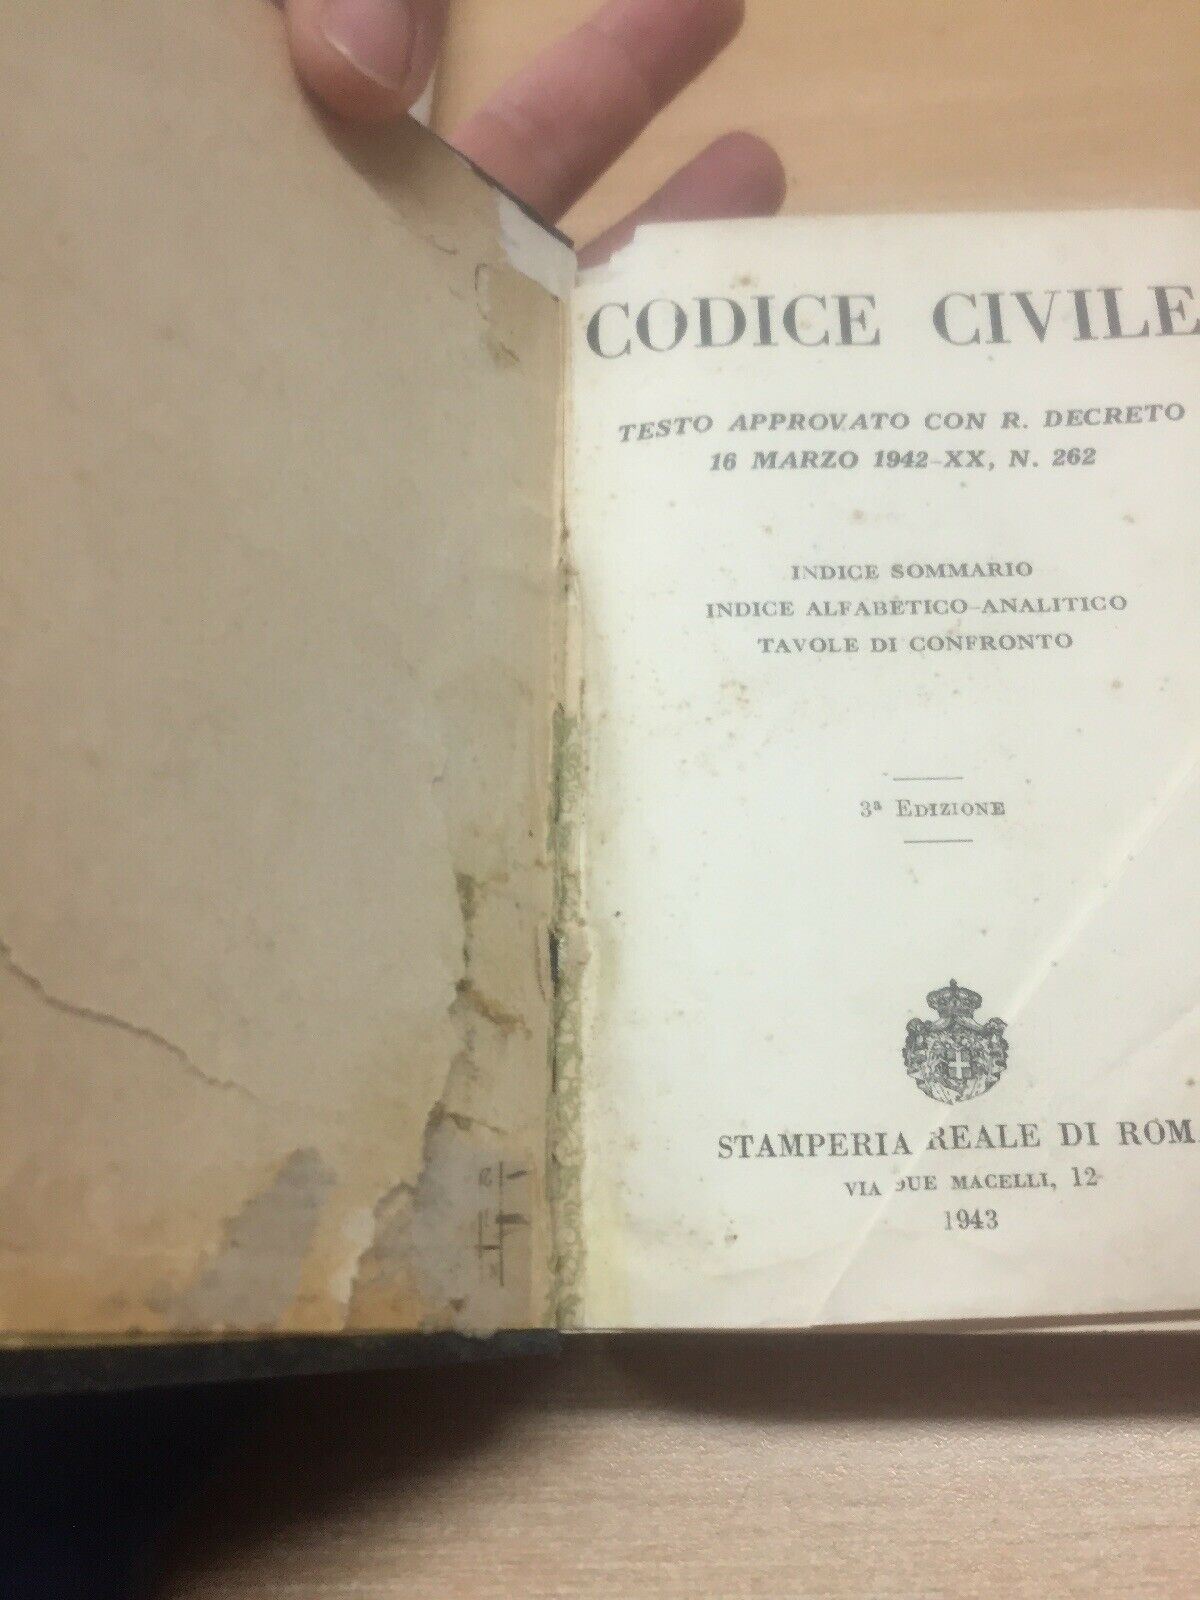 CODICE CIVILE
TESTO APPROVATO CON R. DECRETO
16 MARZO 1942-XX, N. 262
INDICE SOMMARIO
INDICE ALFABETICO-ANALITICO
TAVOLE DI CONFRONTO
3ª EDIZIONE
STAMPERIA REALE DI ROM
VIA DUE MACELLI, 12
1943